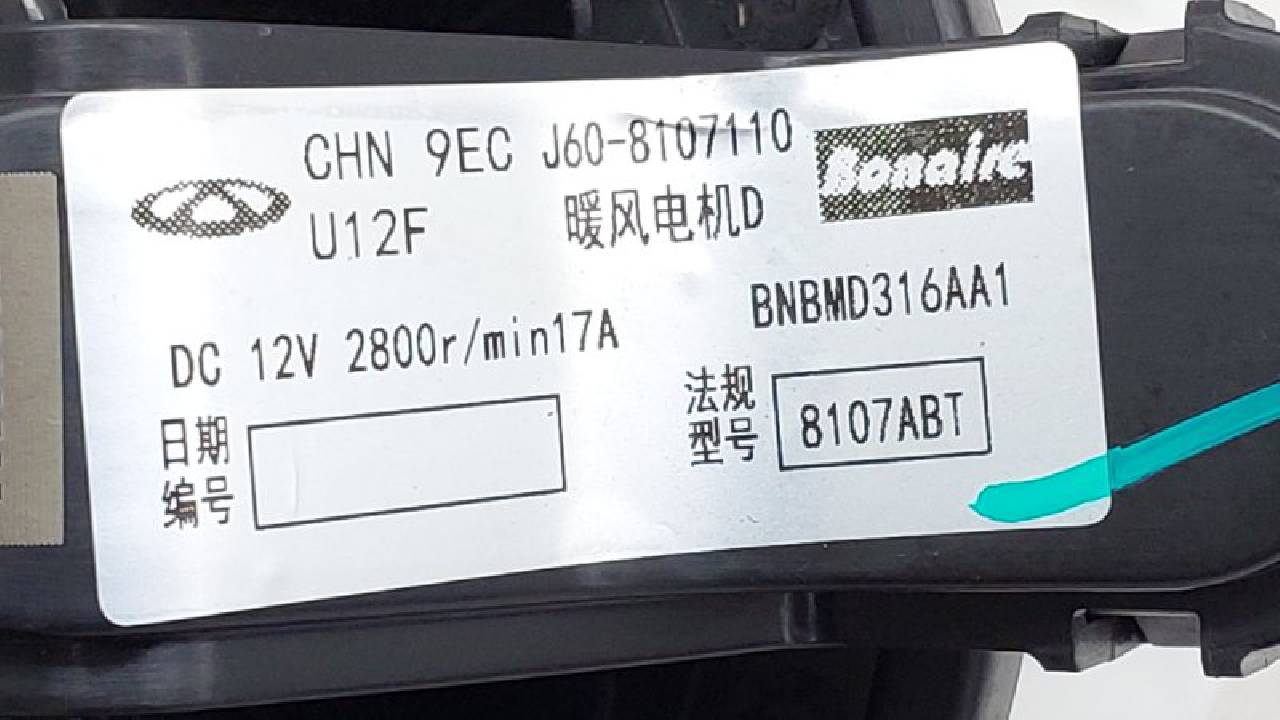 CHN 9EC J60-8107110
Bonaire
U12F 暖风电机D
BNBMD316AA1
DC 12V 2800r/min17A
法规型号 8107ABT
日期编号